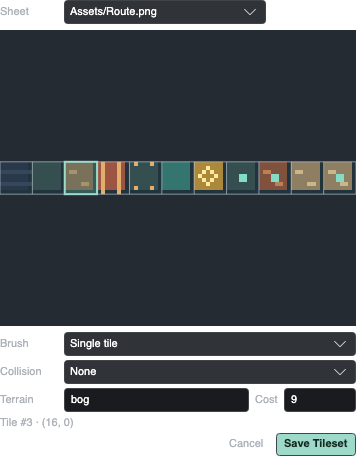 Sheet Assets/Route.png
Brush Single tile
Collision None
Terrain bog Cost 9
Tile #3 · (16, 0)
Cancel Save Tileset